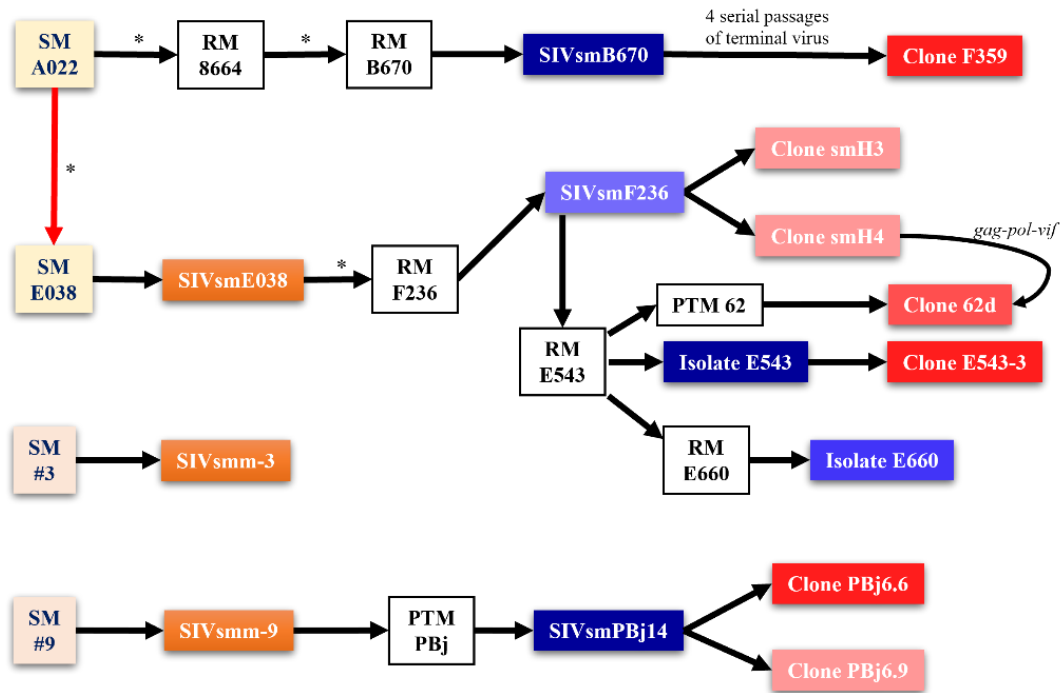 4 serial passages
of terminal virus
SM
A022
*
RM
8664
*
RM
B670
SIVsmB670
Clone F359
*
Clone smH3
SIVsmF236
Clone smH4
gag-pol-vif
SM
E038
SIVsmE038
*
RM
F236
PTM 62
Clone 62d
RM
E543
Isolate E543
Clone E543-3
SM
#3
SIVsmm-3
RM
E660
Isolate E660
Clone PBj6.6
SM
#9
SIVsmm-9
PTM
PBj
SIVsmPBj14
Clone PBj6.9